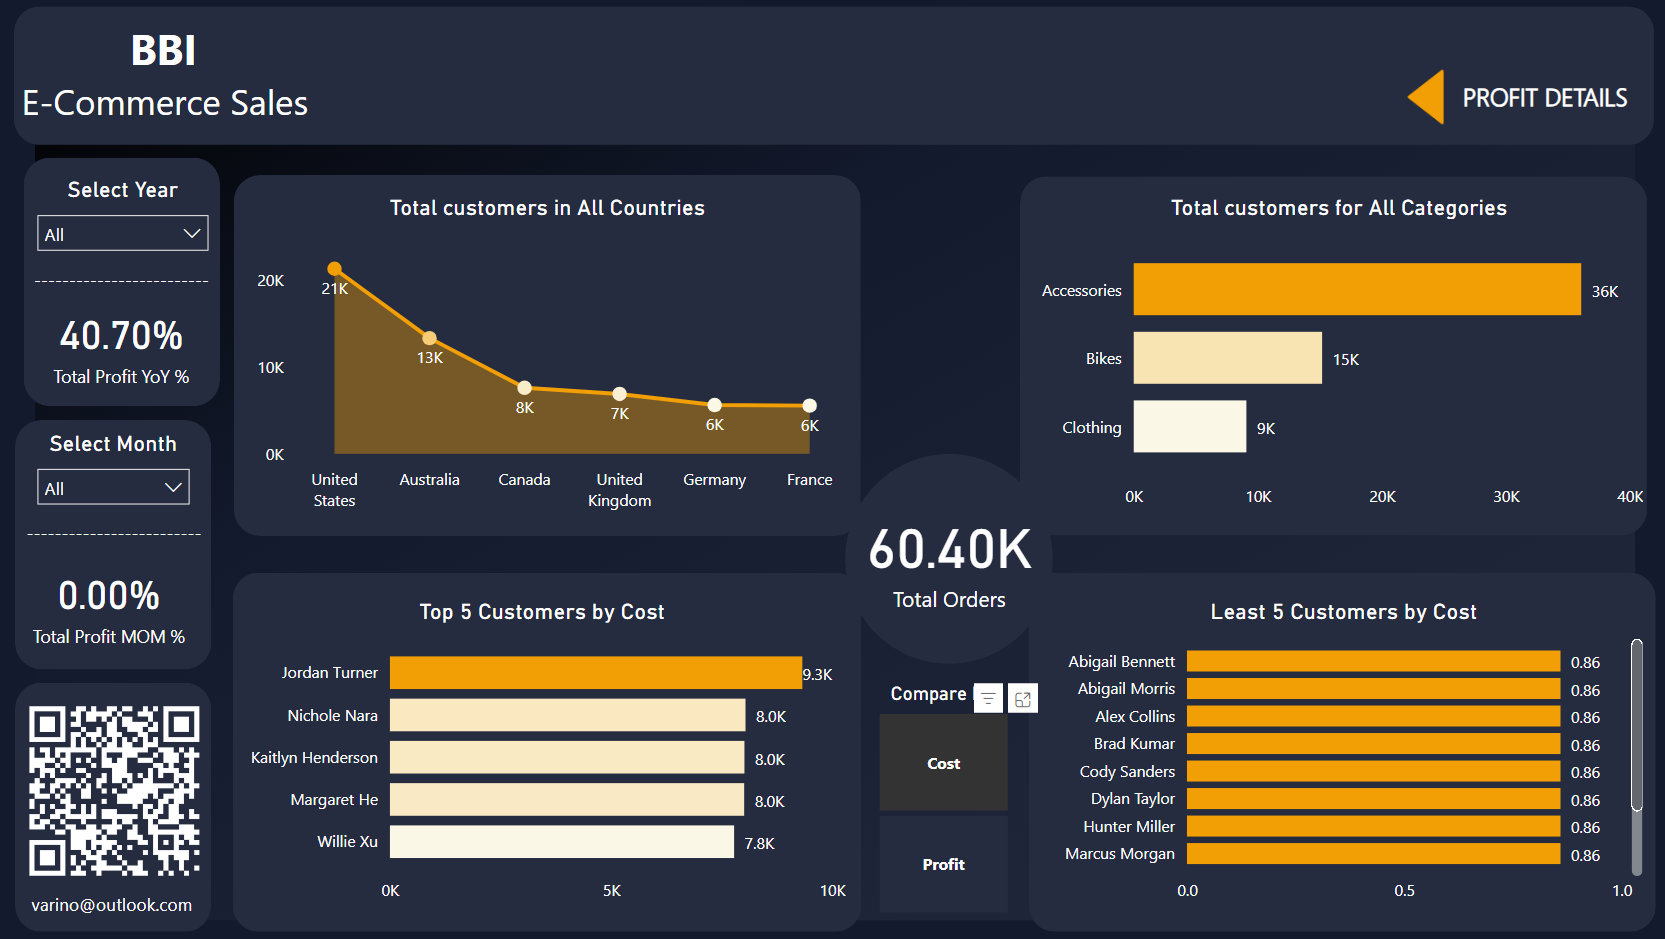 BBI
E-Commerce Sales
PROFIT DETAILS
Select Year
All
40.70%
Total Profit YoY %
Select Month
All
0.00%
Total Profit MOM %
varino@outlook.com
Total customers in All Countries
20K
10K
0K
21K
13K
8K
7K
6K
6K
United States
Australia
Canada
United Kingdom
Germany
France
Total customers for All Categories
Accessories
36K
Bikes
15K
Clothing
9K
0K
10K
20K
30K
40K
60.40K
Total Orders
Compare
Cost
Profit
Top 5 Customers by Cost
Jordan Turner
9.3K
Nichole Nara
8.0K
Kaitlyn Henderson
8.0K
Margaret He
8.0K
Willie Xu
7.8K
0K
5K
10K
Least 5 Customers by Cost
Abigail Bennett
0.86
Abigail Morris
0.86
Alex Collins
0.86
Brad Kumar
0.86
Cody Sanders
0.86
Dylan Taylor
0.86
Hunter Miller
0.86
Marcus Morgan
0.86
0.0
0.5
1.0